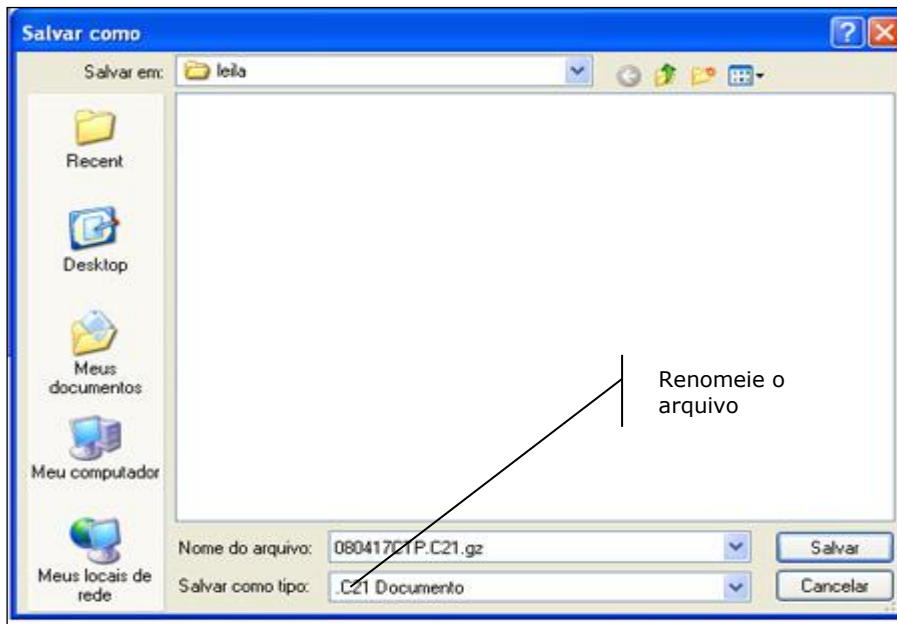 Salvar como
Salvar em:
leila
Recent
Desktop
Meus
documentos
Meu computador
Meus locais de
rede
Renomeie o
arquivo
Nome do arquivo:
080417CTP.C21.gz
Salvar
Salvar como tipo:
.C21 Documento
Cancelar